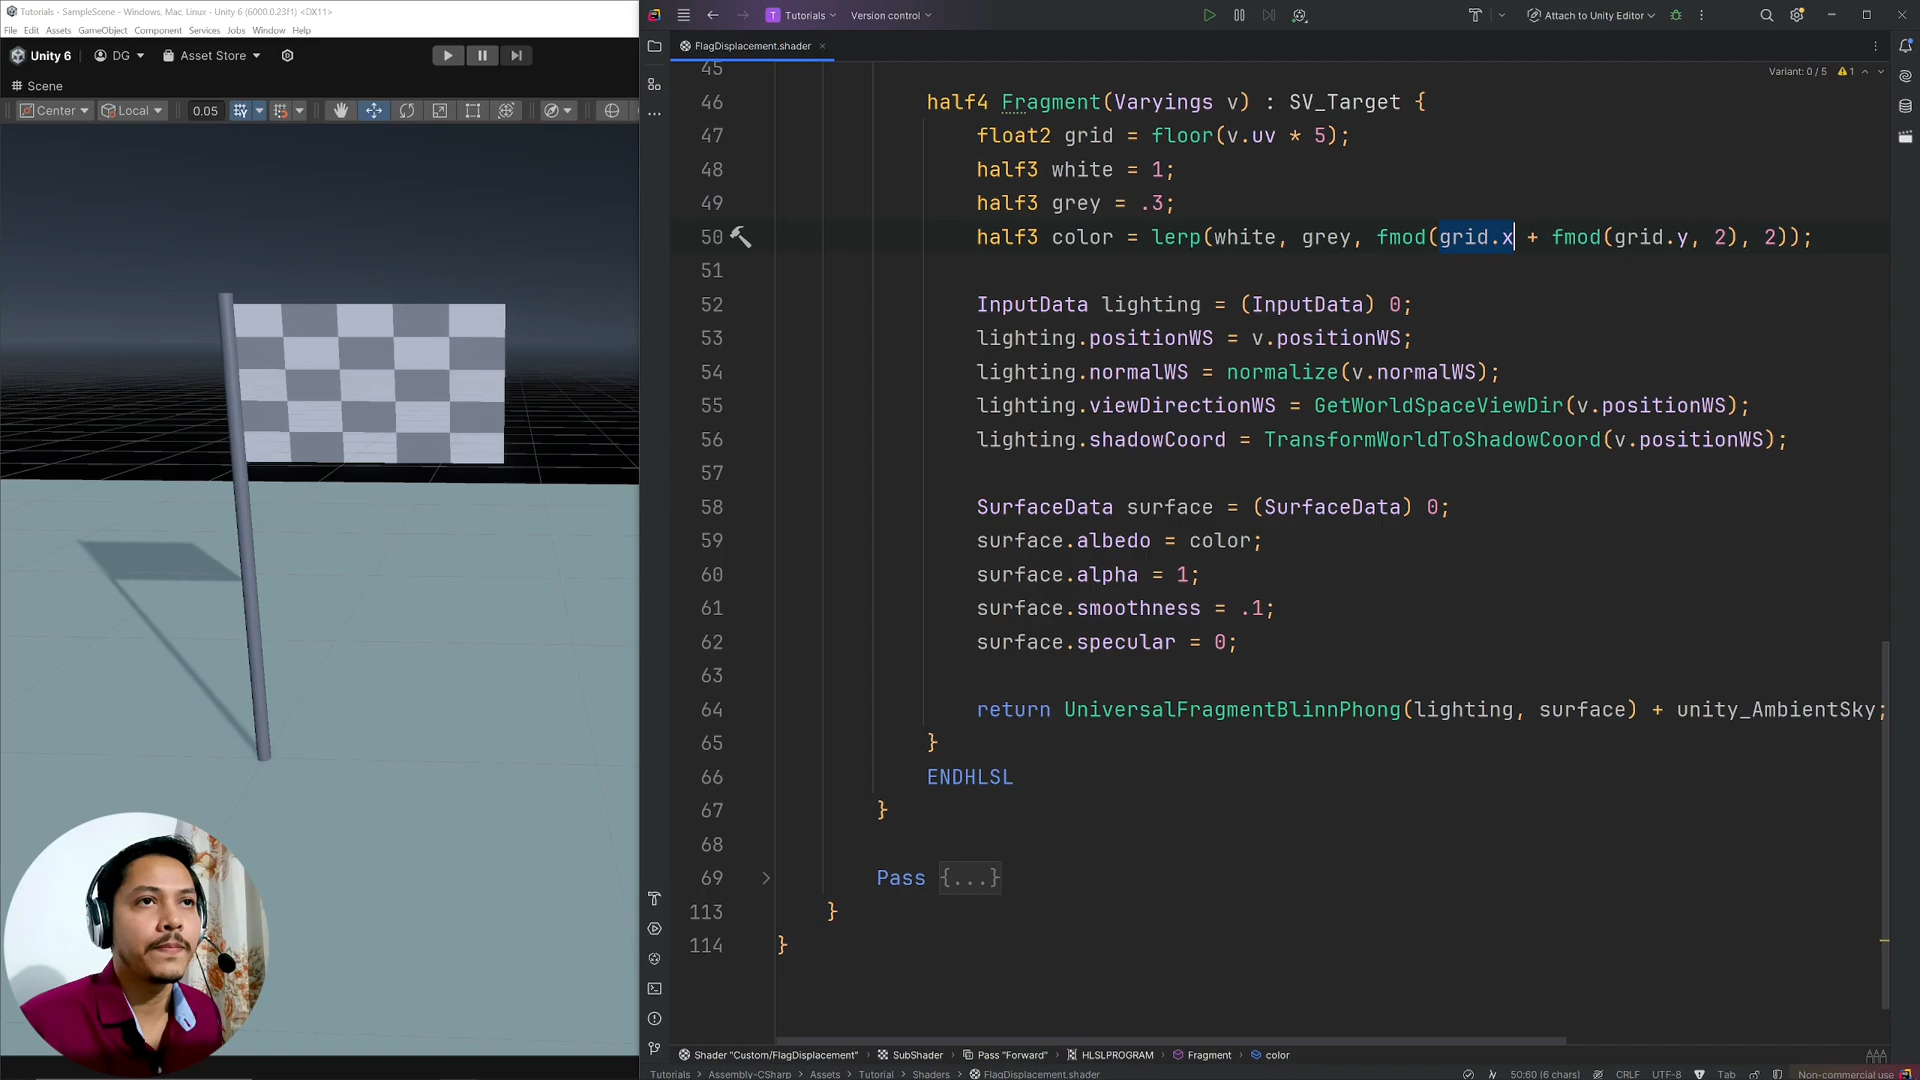 Tutorials - SampleScene - Windows, Mac, Linux - Unity 6 (6000.0.23f1) <DX11>
File Edit Assets GameObject Component Services Jobs Window Help
Unity 6 DG Asset Store
Scene
Center Local 0.05
T Tutorials Version control Attach to Unity Editor
FlagDisplacement.shader
Variant: 0 / 5 1
45
46 half4 Fragment(Varyings v) : SV_Target {
47 float2 grid = floor(v.uv * 5);
48 half3 white = 1;
49 half3 grey = .3;
50 half3 color = lerp(white, grey, fmod(grid.x + fmod(grid.y, 2), 2));
51
52 InputData lighting = (InputData) 0;
53 lighting.positionWS = v.positionWS;
54 lighting.normalWS = normalize(v.normalWS);
55 lighting.viewDirectionWS = GetWorldSpaceViewDir(v.positionWS);
56 lighting.shadowCoord = TransformWorldToShadowCoord(v.positionWS);
57
58 SurfaceData surface = (SurfaceData) 0;
59 surface.albedo = color;
60 surface.alpha = 1;
61 surface.smoothness = .1;
62 surface.specular = 0;
63
64 return UniversalFragmentBlinnPhong(lighting, surface) + unity_AmbientSky;
65 }
66 ENDHLSL
67 }
68
69 Pass {...}
113 }
114 }
Shader "Custom/FlagDisplacement" SubShader Pass "Forward" HLSLPROGRAM Fragment color
Tutorials Assembly-CSharp Assets Tutorial Shaders FlagDisplacement.shader 50:60 (6 chars) CRLF UTF-8 Tab Non-commercial use